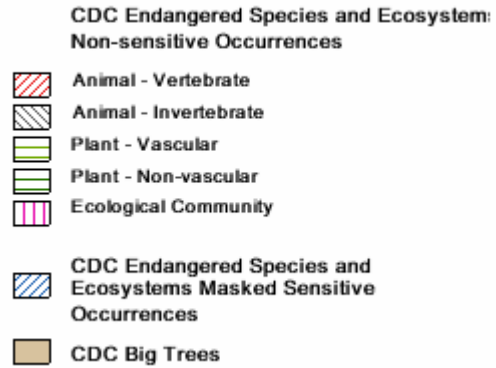 CDC Endangered Species and Ecosystem
Non-sensitive Occurrences
Animal - Vertebrate
Animal - Invertebrate
Plant - Vascular
Plant - Non-vascular
Ecological Community
CDC Endangered Species and
Ecosystems Masked Sensitive
Occurrences
CDC Big Trees